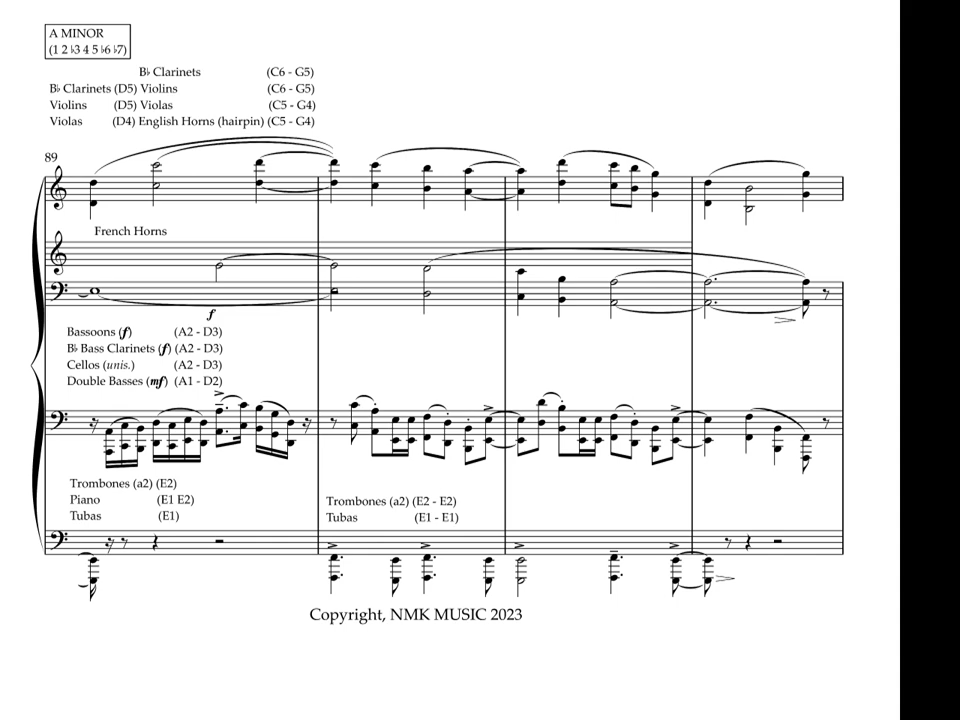 A MINOR
(1 2 ♭3 4 5 ♭6 ♭7)
B♭ Clarinets (C6 - G5)
B♭ Clarinets (D5) Violins (C6 - G5)
Violins (D5) Violas (C5 - G4)
Violas (D4) English Horns (hairpin) (C5 - G4)
89
French Horns
f
Bassoons (f) (A2 - D3)
B♭ Bass Clarinets (f) (A2 - D3)
Cellos (unis.) (A2 - D3)
Double Basses (mf) (A1 - D2)
Trombones (a2) (E2)
Piano (E1 E2)
Tubas (E1)
Trombones (a2) (E2 - E2)
Tubas (E1 - E1)
Copyright, NMK MUSIC 2023